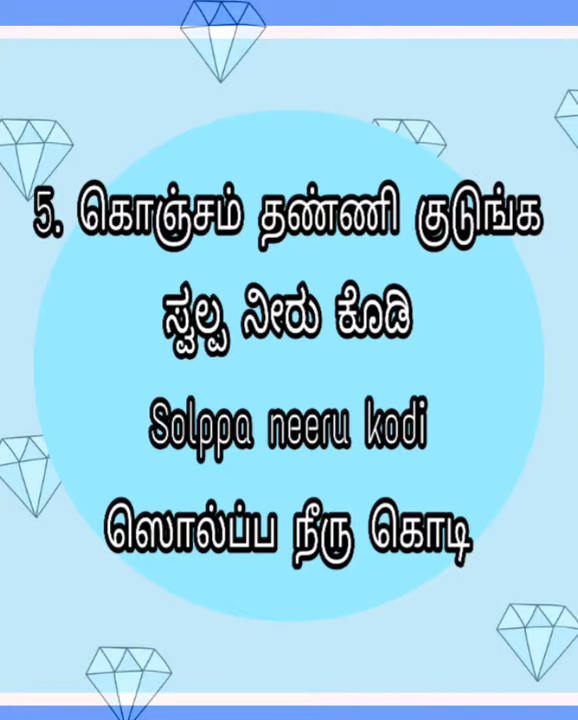 5. கொஞ்சம் தண்ணி குடுங்க
ಸ್ವಲ್ಪ ನೀರು ಕೊಡಿ
Solppa neeru kodi
ஸொல்ப்ப நீரு கொடி